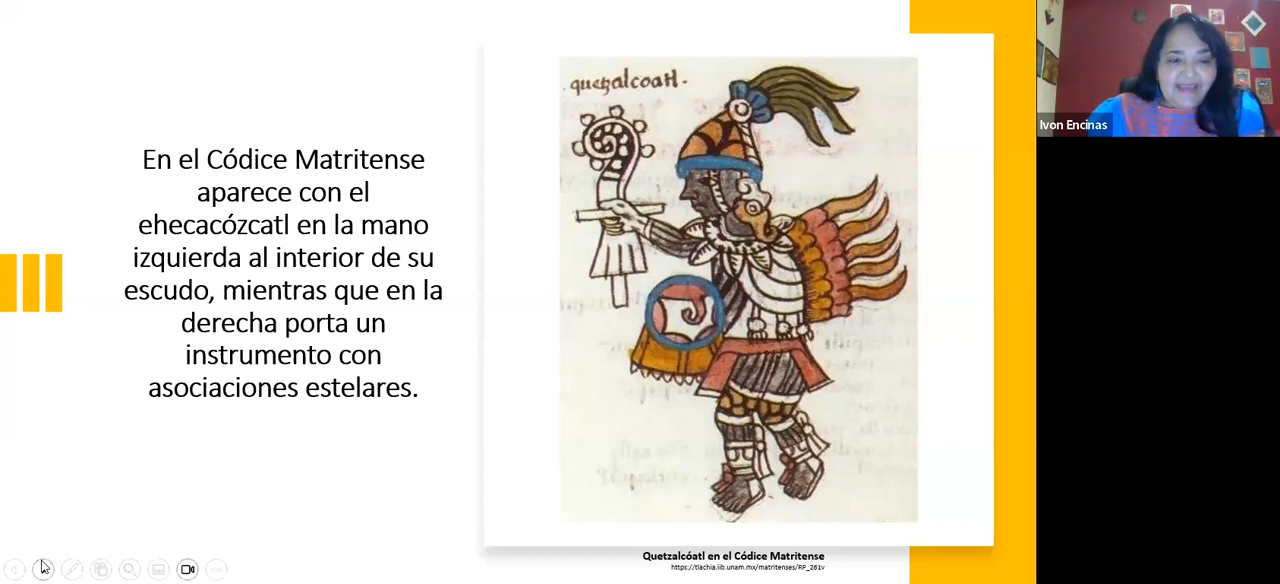 En el Códice Matritense
aparece con el
ehecacózcatl en la mano
izquierda al interior de su
escudo, mientras que en la
derecha porta un
instrumento con
asociaciones estelares.
.quetzalcoatl.
Quetzalcóatl en el Códice Matritense
https://tlachia.iib.unam.mx/matritenses/RP_261v
Ivon Encinas